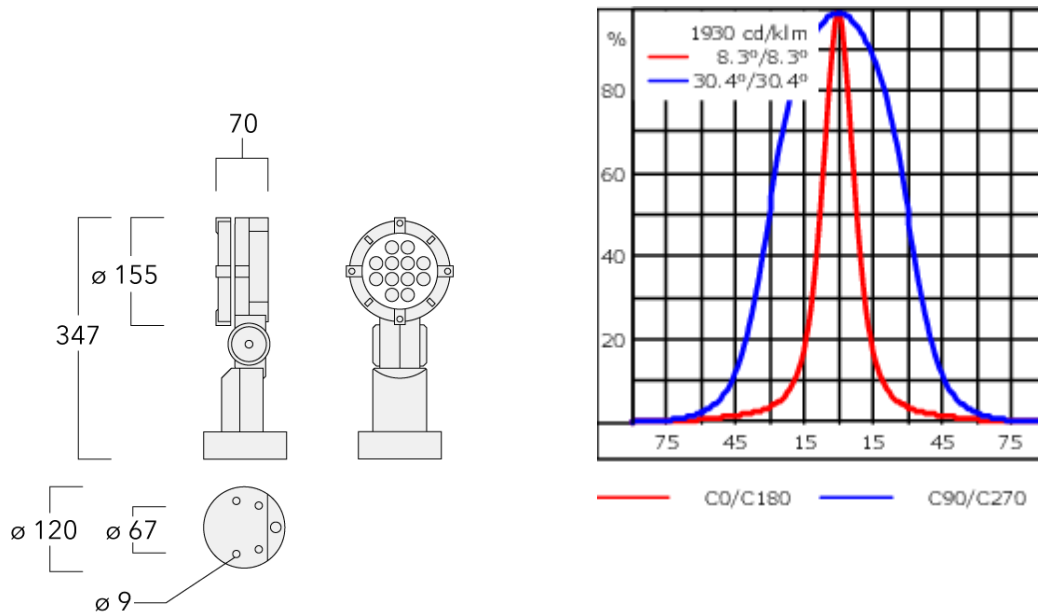 70
ø 155
347
ø 120
ø 67
ø 9
%
1930 cd/klm
8.3º/8.3º
30.4º/30.4º
80
60
40
20
75 45 15 15 45 75
C0/C180 C90/C270